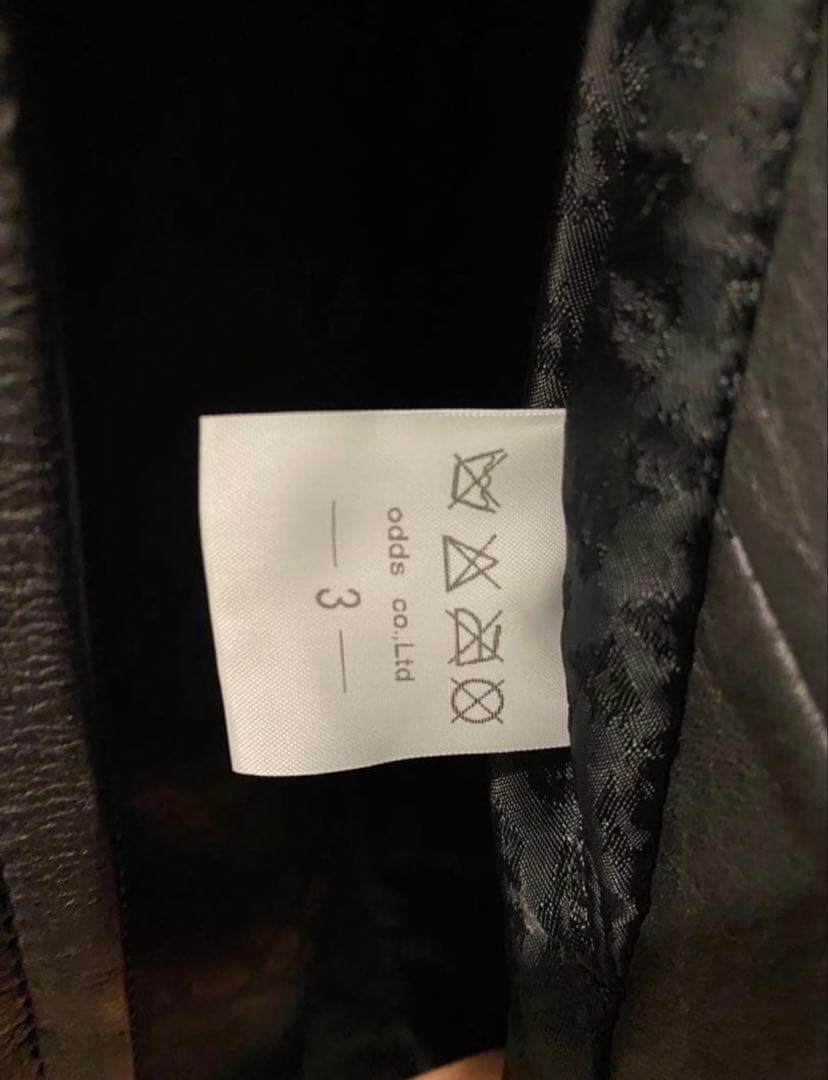 odds co.,Ltd
— 3 —